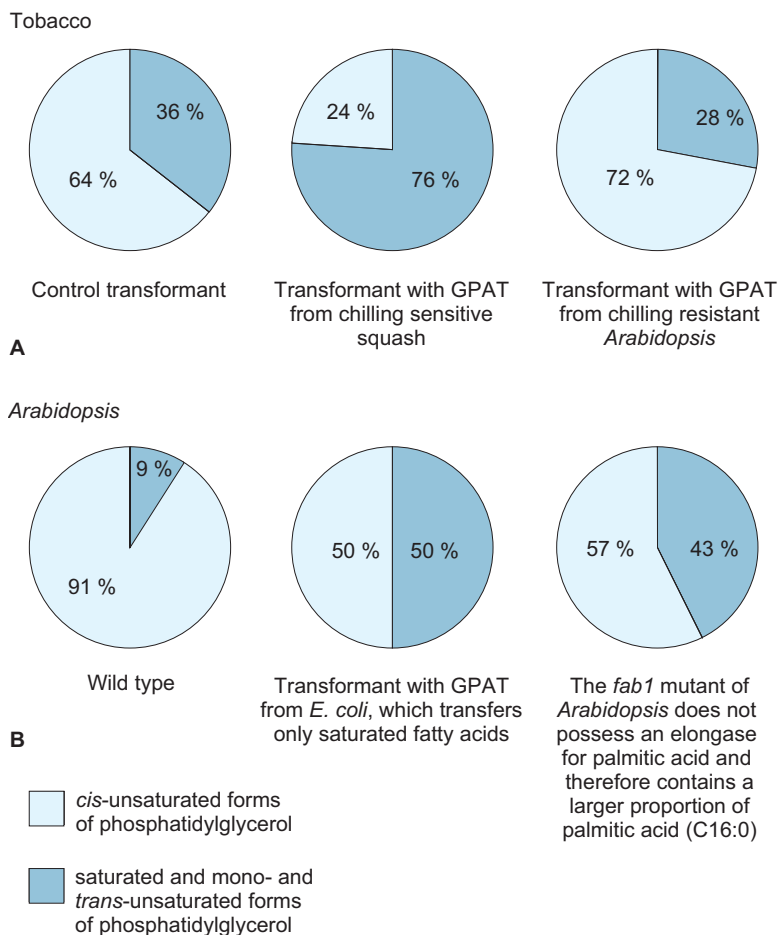 Tobacco
36 %
64 %
24 %
76 %
28 %
72 %
Control transformant
Transformant with GPAT
from chilling sensitive
squash
Transformant with GPAT
from chilling resistant
Arabidopsis
A
Arabidopsis
9 %
91 %
50 %
50 %
57 %
43 %
Wild type
Transformant with GPAT
from E. coli, which transfers
only saturated fatty acids
The fab1 mutant of
Arabidopsis does not
possess an elongase
for palmitic acid and
therefore contains a
larger proportion of
palmitic acid (C16:0)
B
cis-unsaturated forms
of phosphatidylglycerol
saturated and mono- and
trans-unsaturated forms
of phosphatidylglycerol